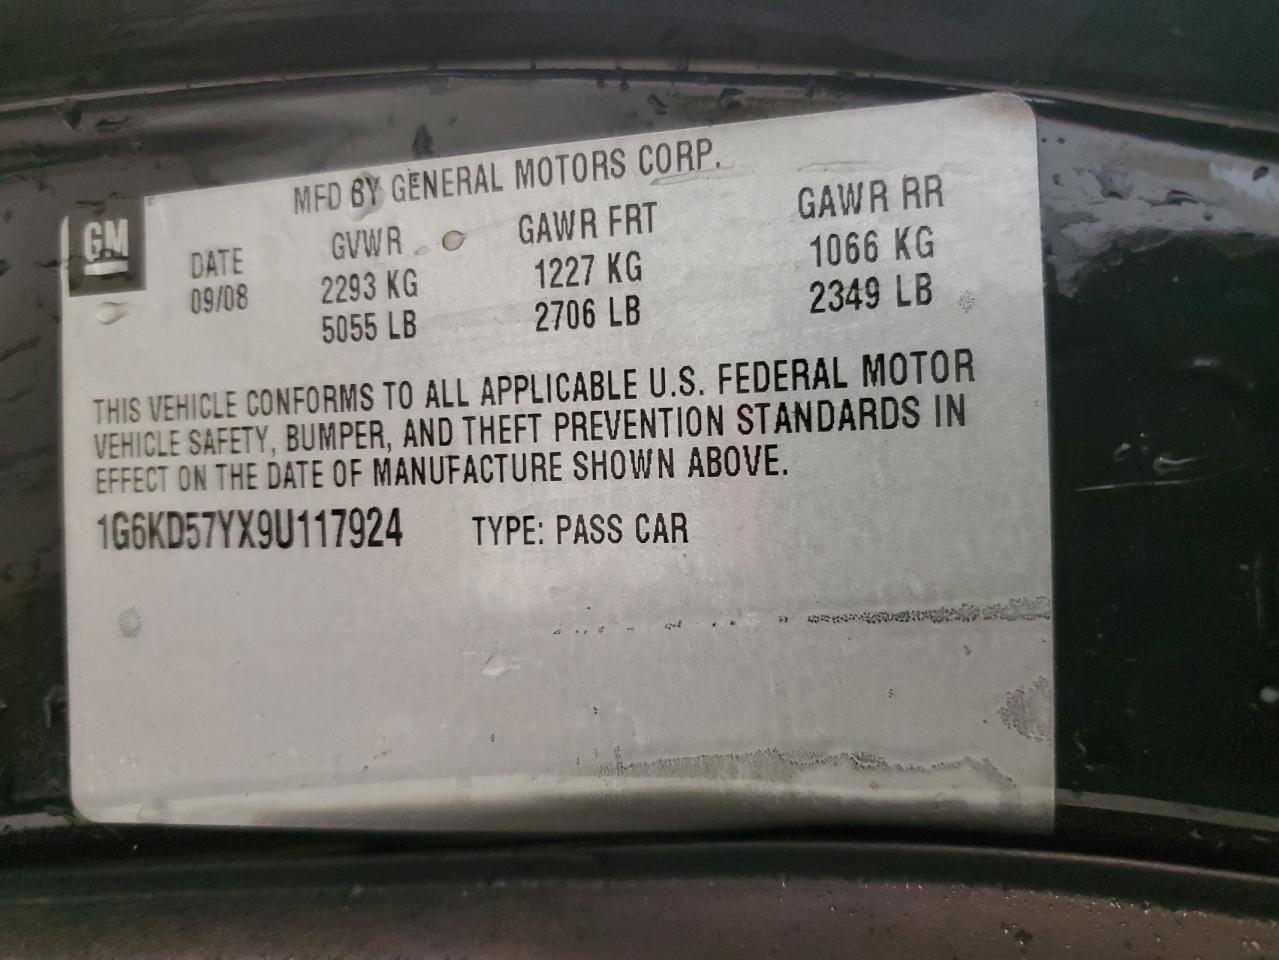 MFD BY GENERAL MOTORS CORP.
GM
DATE GVWR GAWR FRT GAWR RR
09/08 2293 KG 1227 KG 1066 KG
5055 LB 2706 LB 2349 LB
THIS VEHICLE CONFORMS TO ALL APPLICABLE U.S. FEDERAL MOTOR
VEHICLE SAFETY, BUMPER, AND THEFT PREVENTION STANDARDS IN
EFFECT ON THE DATE OF MANUFACTURE SHOWN ABOVE.
1G6KD57YX9U117924 TYPE: PASS CAR